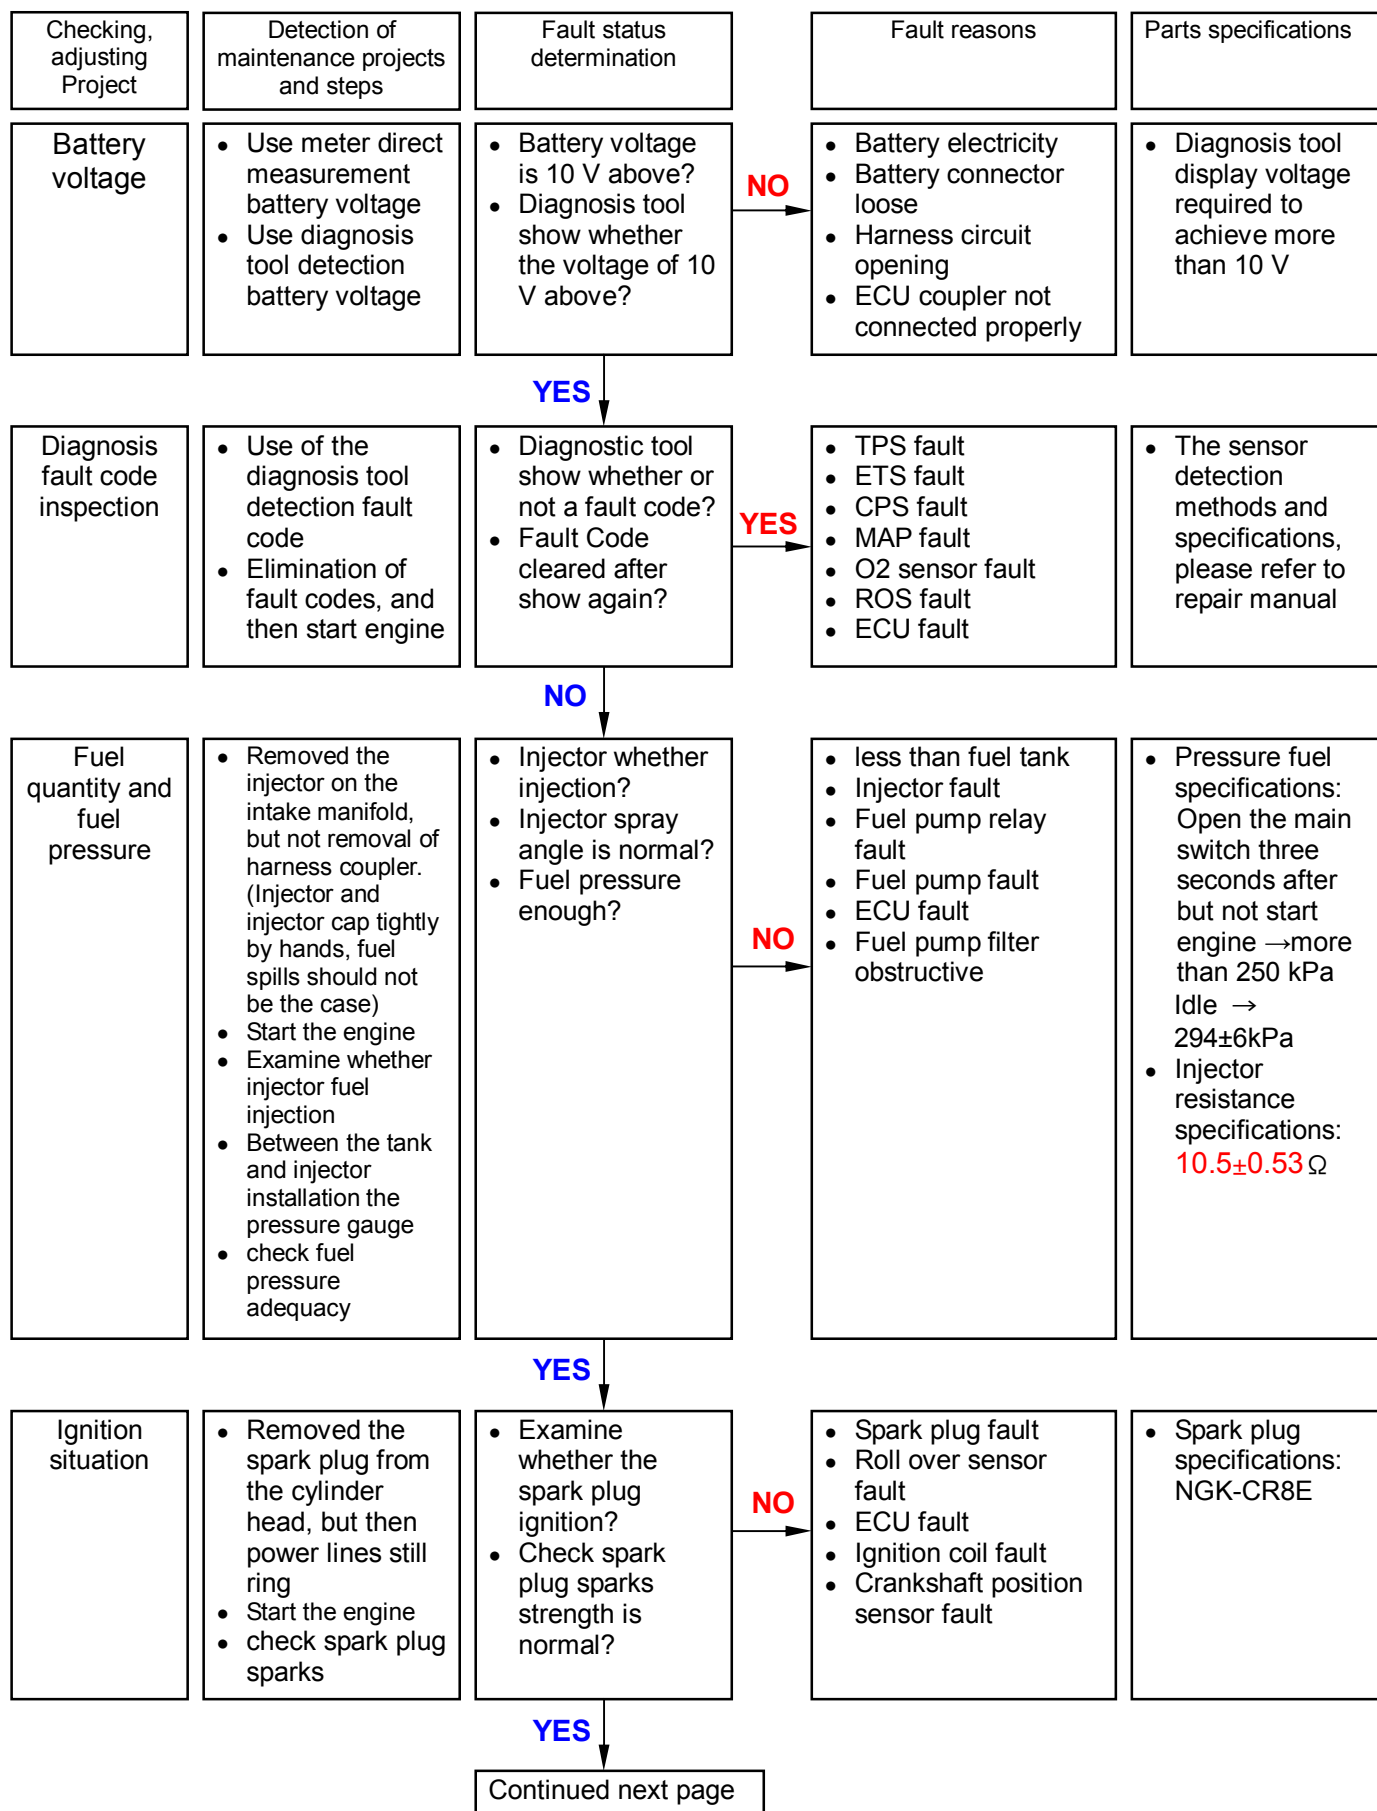 Checking,
adjusting
Project
Detection of
maintenance projects
and steps
Fault status
determination
Fault reasons
Parts specifications
Battery
voltage
• Use meter direct
measurement
battery voltage
• Use diagnosis
tool detection
battery voltage
• Battery voltage
is 10 V above?
• Diagnosis tool
show whether
the voltage of 10
V above?
NO
• Battery electricity
• Battery connector
loose
• Harness circuit
opening
• ECU coupler not
connected properly
• Diagnosis tool
display voltage
required to
achieve more
than 10 V
YES
Diagnosis
fault code
inspection
• Use of the
diagnosis tool
detection fault
code
• Elimination of
fault codes, and
then start engine
• Diagnostic tool
show whether or
not a fault code?
• Fault Code
cleared after
show again?
YES
• TPS fault
• ETS fault
• CPS fault
• MAP fault
• O2 sensor fault
• ROS fault
• ECU fault
• The sensor
detection
methods and
specifications,
please refer to
repair manual
NO
Fuel
quantity and
fuel
pressure
• Removed the
injector on the
intake manifold,
but not removal of
harness coupler.
(Injector and
injector cap tightly
by hands, fuel
spills should not
be the case)
• Start the engine
• Examine whether
injector fuel
injection
• Between the tank
and injector
installation the
pressure gauge
• check fuel
pressure
adequacy
• Injector whether
injection?
• Injector spray
angle is normal?
• Fuel pressure
enough?
NO
• less than fuel tank
• Injector fault
• Fuel pump relay
fault
• Fuel pump fault
• ECU fault
• Fuel pump filter
obstructive
• Pressure fuel
specifications:
Open the main
switch three
seconds after
but not start
engine →more
than 250 kPa
Idle →
294±6kPa
• Injector
resistance
specifications:
10.5±0.53 Ω
YES
Ignition
situation
• Removed the
spark plug from
the cylinder
head, but then
power lines still
ring
• Start the engine
• check spark plug
sparks
• Examine
whether the
spark plug
ignition?
• Check spark
plug sparks
strength is
normal?
NO
• Spark plug fault
• Roll over sensor
fault
• ECU fault
• Ignition coil fault
• Crankshaft position
sensor fault
• Spark plug
specifications:
NGK-CR8E
YES
Continued next page